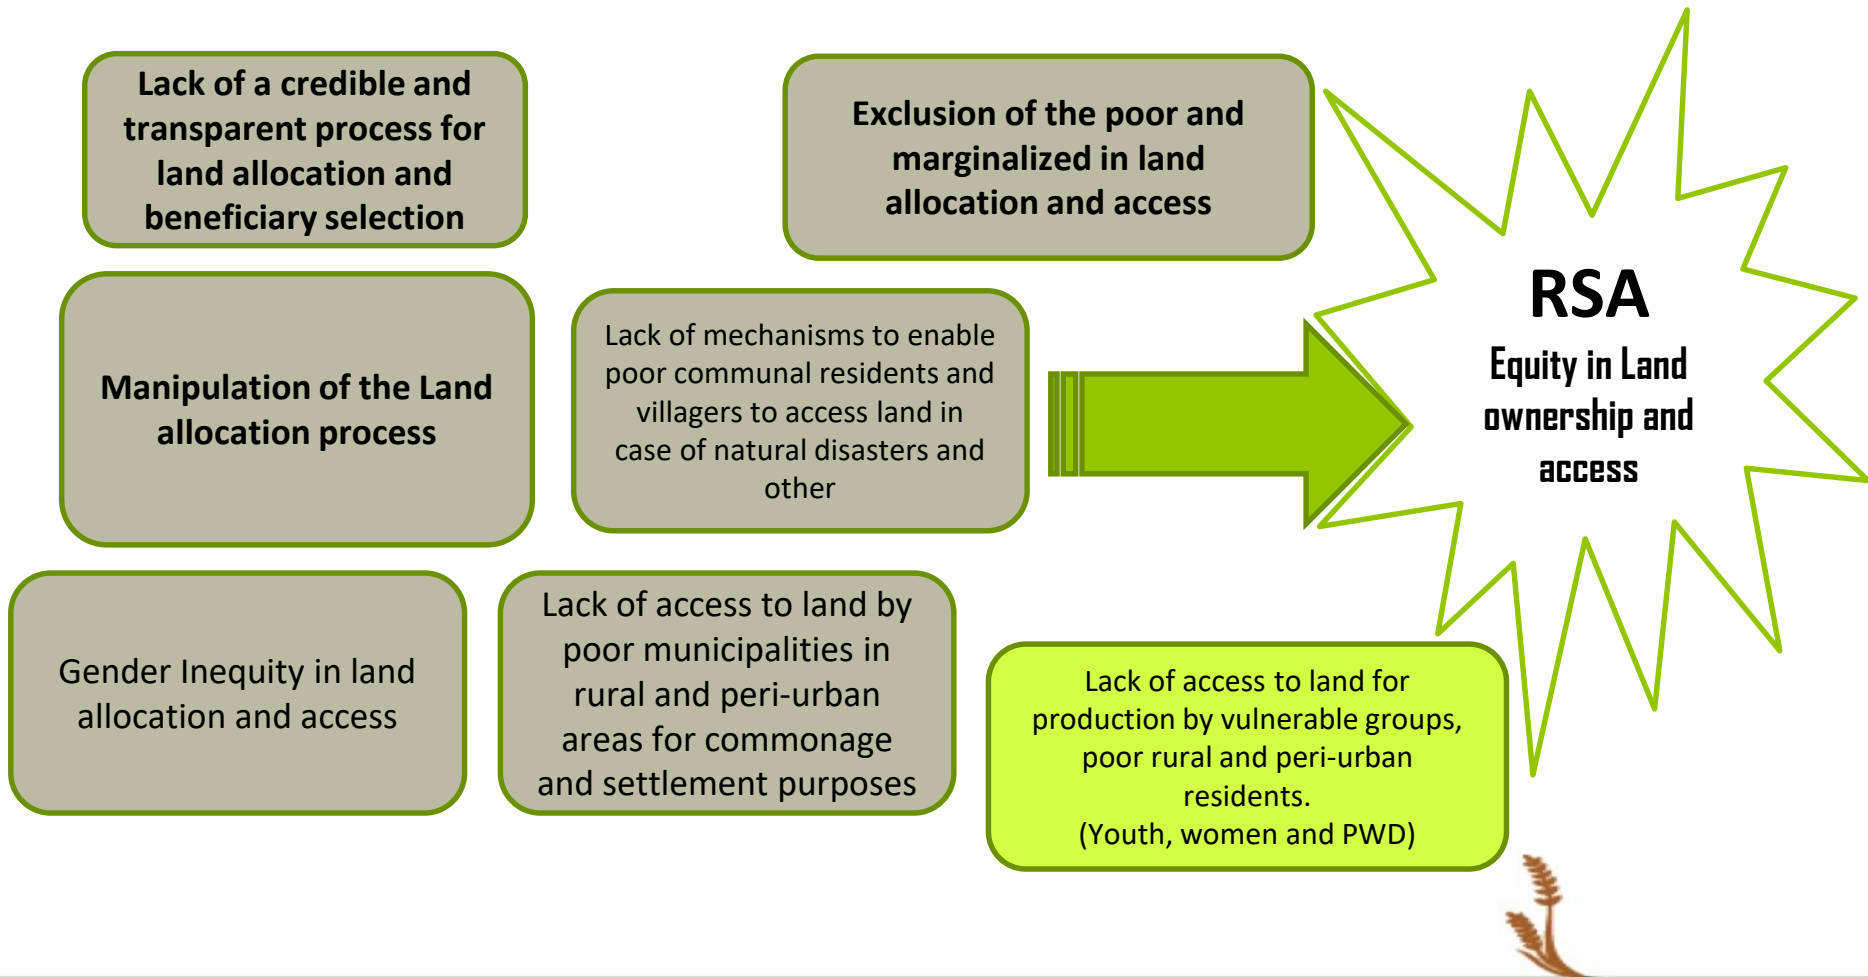 Lack of a credible and
transparent process for
land allocation and
beneficiary selection
Exclusion of the poor and
marginalized in land
allocation and access
Manipulation of the Land
allocation process
Lack of mechanisms to enable
poor communal residents and
villagers to access land in
case of natural disasters and
other
RSA
Equity in Land
ownership and
access
Gender Inequity in land
allocation and access
Lack of access to land by
poor municipalities in
rural and peri-urban
areas for commonage
and settlement purposes
Lack of access to land for
production by vulnerable groups,
poor rural and peri-urban
residents.
(Youth, women and PWD)